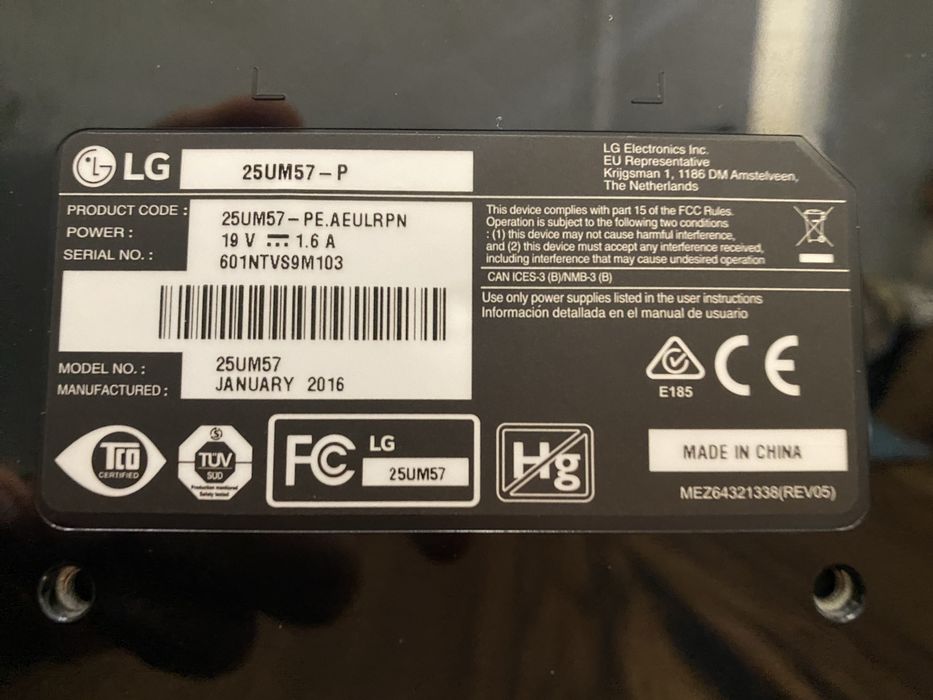 LG 25UM57-P
LG Electronics Inc.
EU Representative
Krijgsman 1, 1186 DM Amstelveen,
The Netherlands
PRODUCT CODE : 25UM57-PE.AEULRPN
POWER : 19 V ⎓ 1.6 A
SERIAL NO. : 601NTVS9M103
This device complies with part 15 of the FCC Rules.
Operation is subject to the following two conditions
: (1) this device may not cause harmful interference,
and (2) this device must accept any interference received,
including interference that may cause undesired operation
CAN ICES-3 (B)/NMB-3 (B)
Use only power supplies listed in the user instructions
Información detallada en el manual de usuario
MODEL NO. : 25UM57
MANUFACTURED : JANUARY 2016
E185
CE
TCO
CERTIFIED
TÜV
SÜD
Production monitored
Safety tested
FC LG
25UM57
Hg
MADE IN CHINA
MEZ64321338(REV05)